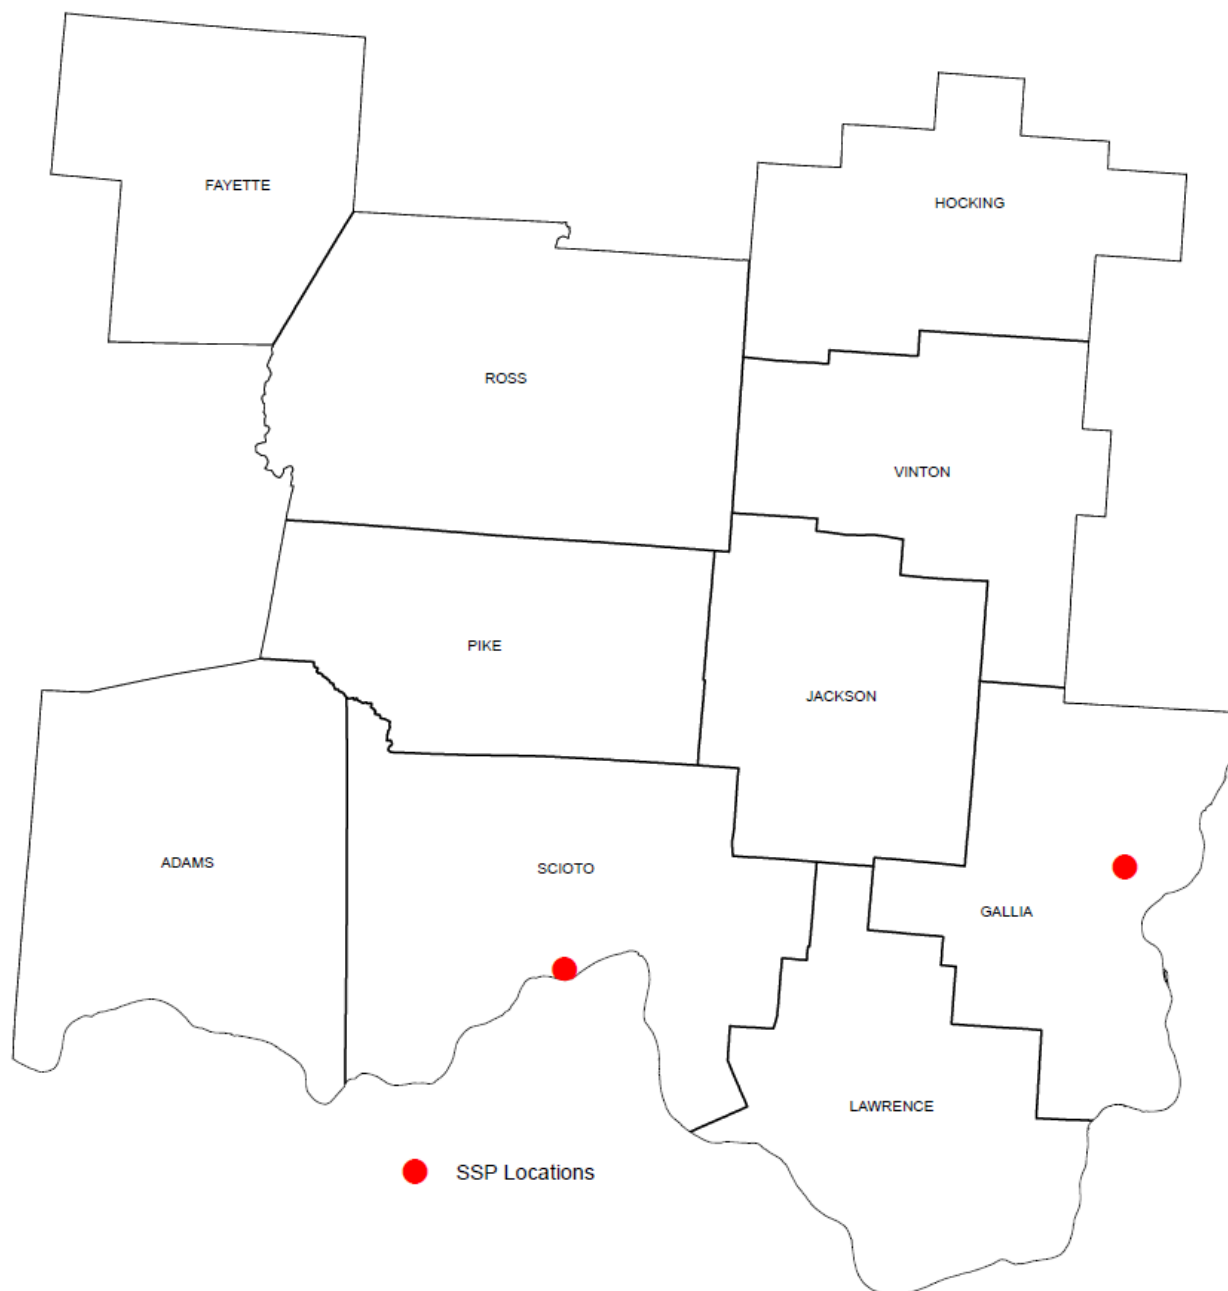 FAYETTE
HOCKING
ROSS
VINTON
PIKE
JACKSON
ADAMS
SCIOTO
GALLIA
LAWRENCE
SSP Locations